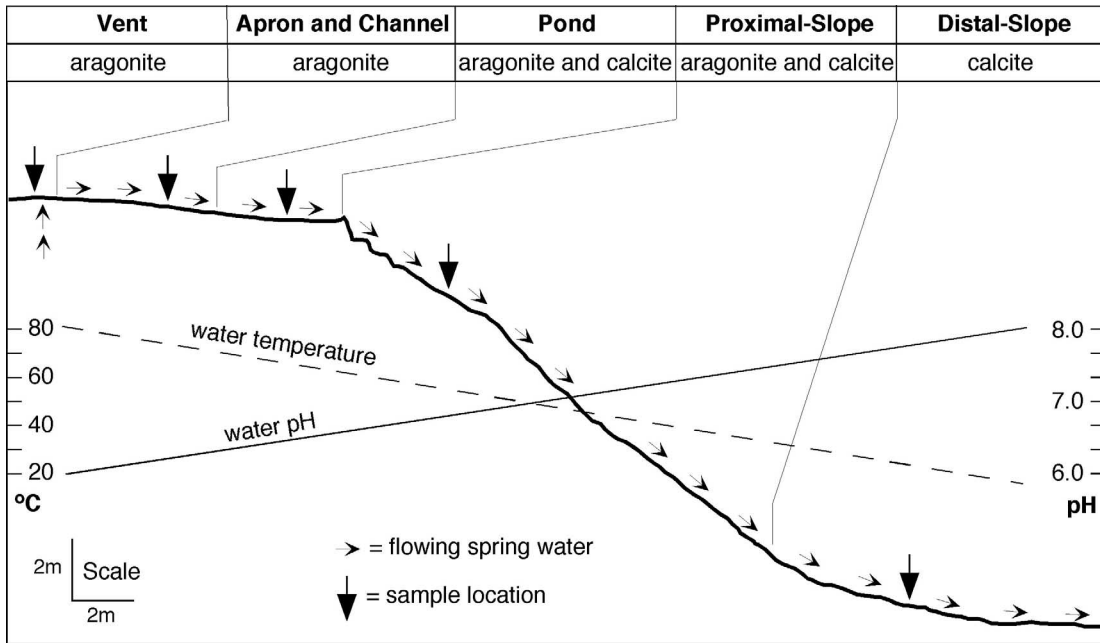 Vent Apron and Channel Pond Proximal-Slope Distal-Slope
aragonite aragonite aragonite and calcite aragonite and calcite calcite
80 water temperature 8.0
60 7.0
40 water pH
20 6.0
ºC pH
2m Scale
2m
= flowing spring water
= sample location